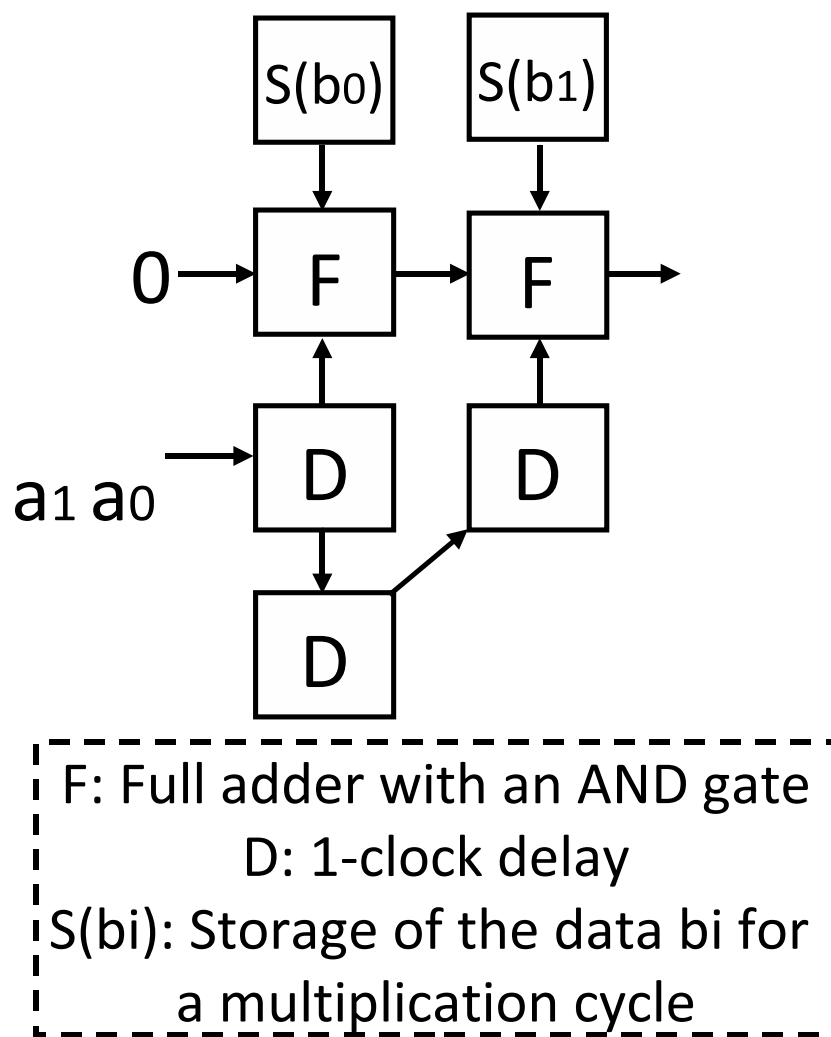 S(b0) S(b1)
0 F F
a1 a0 D D
D
F: Full adder with an AND gate
D: 1-clock delay
S(bi): Storage of the data bi for
a multiplication cycle